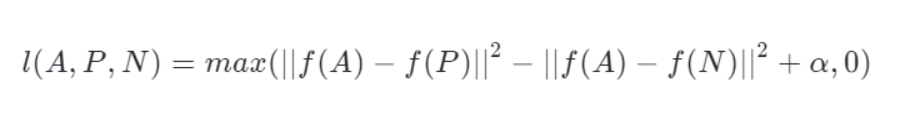 l(A, P, N) = max(||f(A) − f(P)||² − ||f(A) − f(N)||² + α, 0)